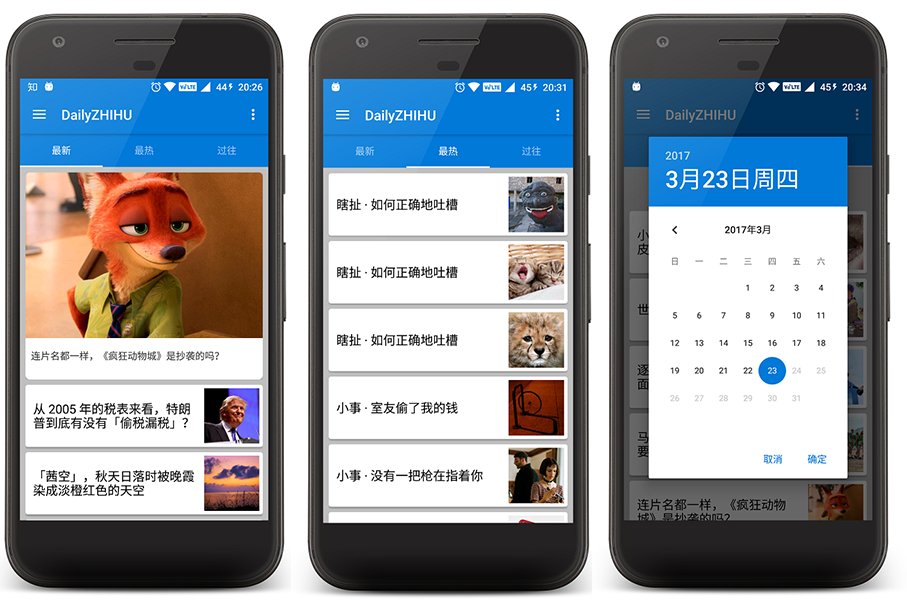 知
VoLTE
44
20:26
DailyZHIHU
最新
最热
过往
连片名都一样，《疯狂动物城》是抄袭的吗？
从 2005 年的税表来看，特朗
普到底有没有「偷税漏税」？
「茜空」，秋天日落时被晚霞
染成淡橙红色的天空
VoLTE
45
20:31
DailyZHIHU
最新
最热
过往
瞎扯 · 如何正确地吐槽
瞎扯 · 如何正确地吐槽
瞎扯 · 如何正确地吐槽
小事 · 室友偷了我的钱
小事 · 没有一把枪在指着你
VoLTE
45
20:34
DailyZHIHU
2017
3月23日周四
2017年3月
日 一 二 三 四 五 六
1 2 3 4
5 6 7 8 9 10 11
12 13 14 15 16 17 18
19 20 21 22 23 24 25
26 27 28 29 30 31
取消 确定
小
皮
世
逐
面
马
要
连片名都一样，《疯狂动物
城》是抄袭的吗？